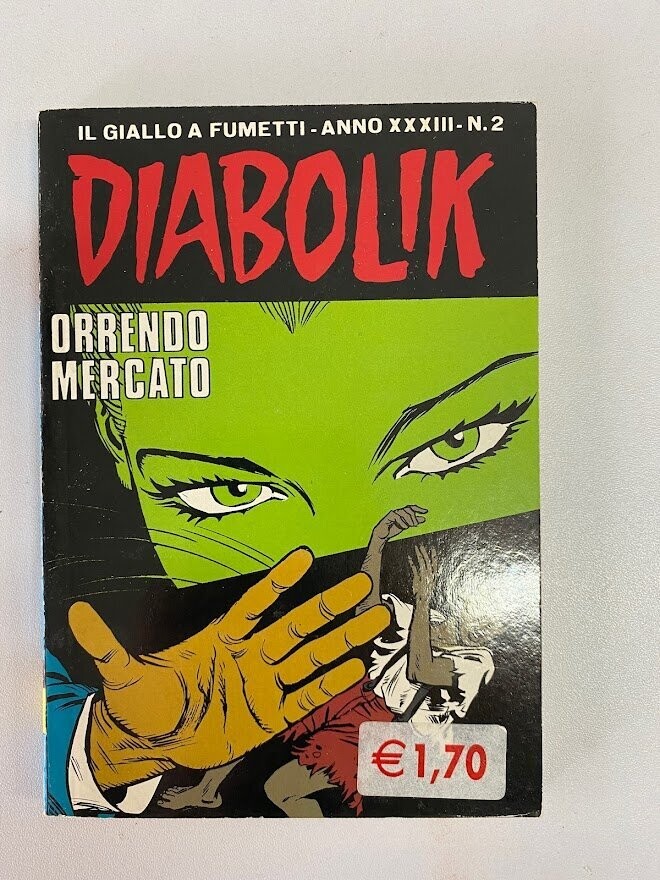 IL GIALLO A FUMETTI - ANNO XXXIII - N. 2
DIABOLIK
ORRENDO
MERCATO
€ 1,70